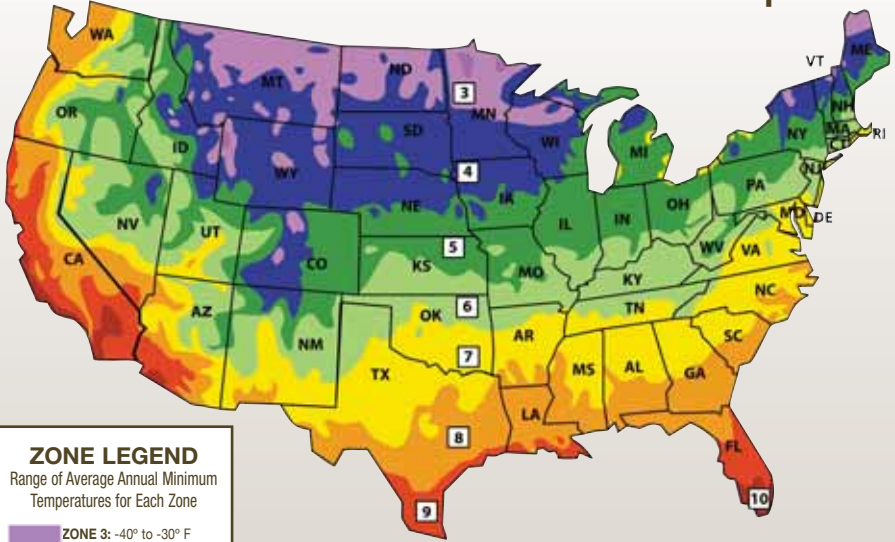 WA
MT
ND
MN
3
VT
ME
OR
ID
SD
WI
MI
NY
NH
MA
CT
RI
WY
4
IA
NE
PA
NJ
NV
UT
CO
5
KS
IL
IN
OH
MO
WV
MD
DE
VA
KY
CA
AZ
NM
OK
6
7
TN
NC
AR
SC
TX
MS
AL
GA
8
LA
FL
9
10
ZONE LEGEND
Range of Average Annual Minimum
Temperatures for Each Zone
ZONE 3: -40° to -30° F